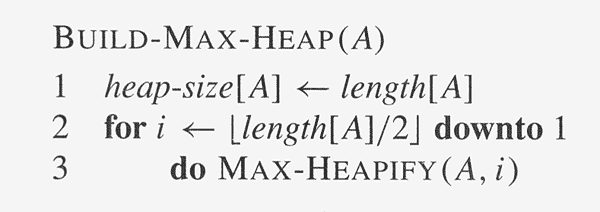 BUILD-MAX-HEAP(A)
1 heap-size[A] ← length[A]
2 for i ← ⌊length[A]/2⌋ downto 1
3 do MAX-HEAPIFY(A, i)